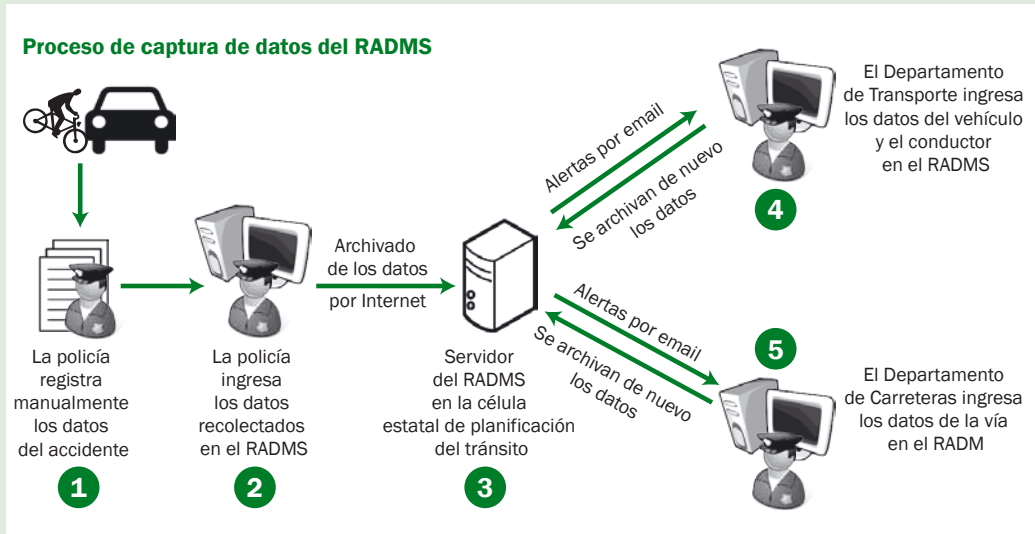 Proceso de captura de datos del RADMS
La policía
registra
manualmente
los datos
del accidente
1
La policía
ingresa
los datos
recolectados
en el RADMS
2
Archivado
de los datos
por Internet
Servidor
del RADMS
en la célula
estatal de planificación
del tránsito
3
Alertas por email
Se archivan de nuevo
los datos
El Departamento
de Transporte ingresa
los datos del vehículo
y el conductor
en el RADMS
4
Alertas por email
Se archivan de nuevo
los datos
5
El Departamento
de Carreteras ingresa
los datos de la vía
en el RADM